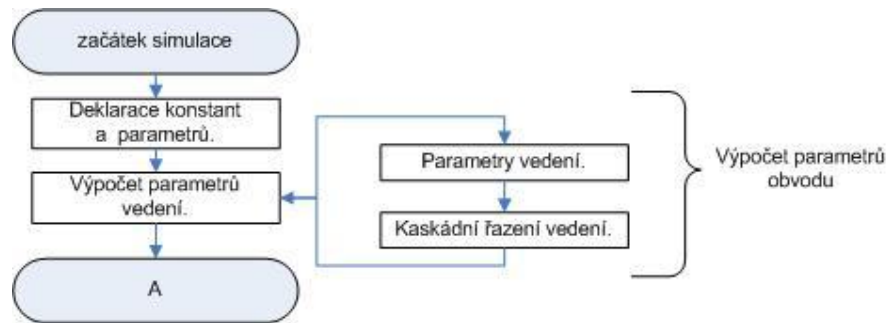 začátek simulace
Deklarace konstant
a parametrů.
Výpočet parametrů
vedení.
A
Parametry vedení.
Kaskádní řazení vedení.
Výpočet parametrů
obvodu